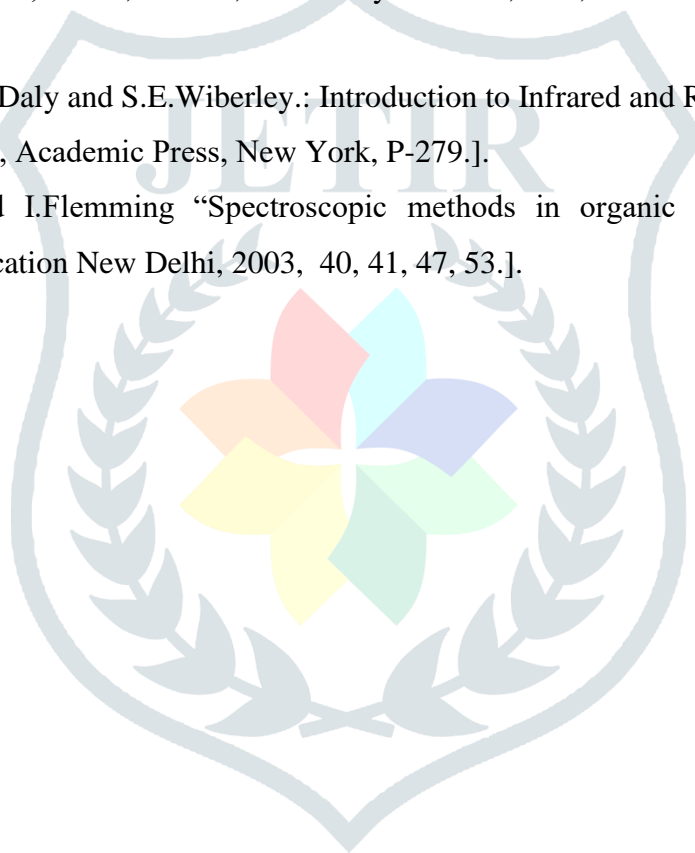 Daly and S.E.Wiberley.: Introduction to Infrared and R
, Academic Press, New York, P-279.].
JETIR
d I.Flemming “Spectroscopic methods in organic
cation New Delhi, 2003, 40, 41, 47, 53.].